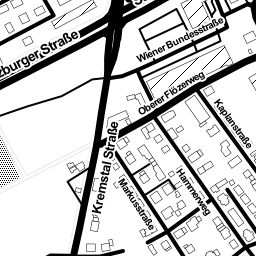 Wiener Bundesstraße
zburger Straße
Oberer Flözerweg
Kaplanstraße
Kremstal Straße
Markusstraße
Hammerweg